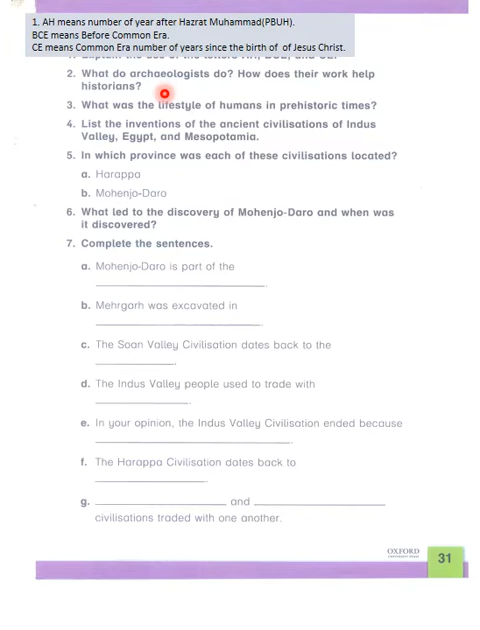 1. AH means number of year after Hazrat Muhammad(PBUH).
BCE means Before Common Era.
CE means Common Era number of years since the birth of of Jesus Christ.
2. What do archaeologists do? How does their work help
historians?
3. What was the lifestyle of humans in prehistoric times?
4. List the inventions of the ancient civilisations of Indus
Valley, Egypt, and Mesopotamia.
5. In which province was each of these civilisations located?
a. Harappa
b. Mohenjo-Daro
6. What led to the discovery of Mohenjo-Daro and when was
it discovered?
7. Complete the sentences.
a. Mohenjo-Daro is part of the
b. Mehrgarh was excavated in
c. The Soan Valley Civilisation dates back to the
.
d. The Indus Valley people used to trade with
.
e. In your opinion, the Indus Valley Civilisation ended because
.
f. The Harappa Civilisation dates back to
.
g. and
civilisations traded with one another.
OXFORD
UNIVERSITY PRESS
31